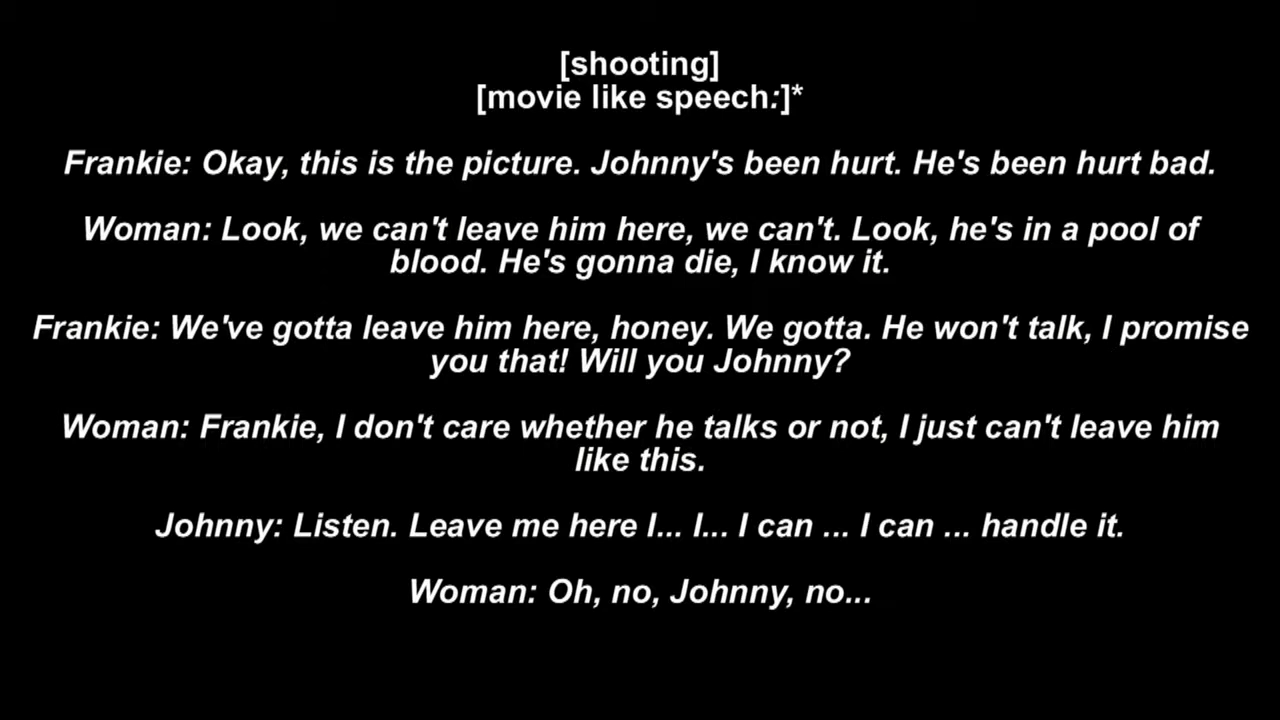 [shooting]
[movie like speech:]*
Frankie: Okay, this is the picture. Johnny's been hurt. He's been hurt bad.
Woman: Look, we can't leave him here, we can't. Look, he's in a pool of
blood. He's gonna die, I know it.
Frankie: We've gotta leave him here, honey. We gotta. He won't talk, I promise
you that! Will you Johnny?
Woman: Frankie, I don't care whether he talks or not, I just can't leave him
like this.
Johnny: Listen. Leave me here I... I... I can ... I can ... handle it.
Woman: Oh, no, Johnny, no...